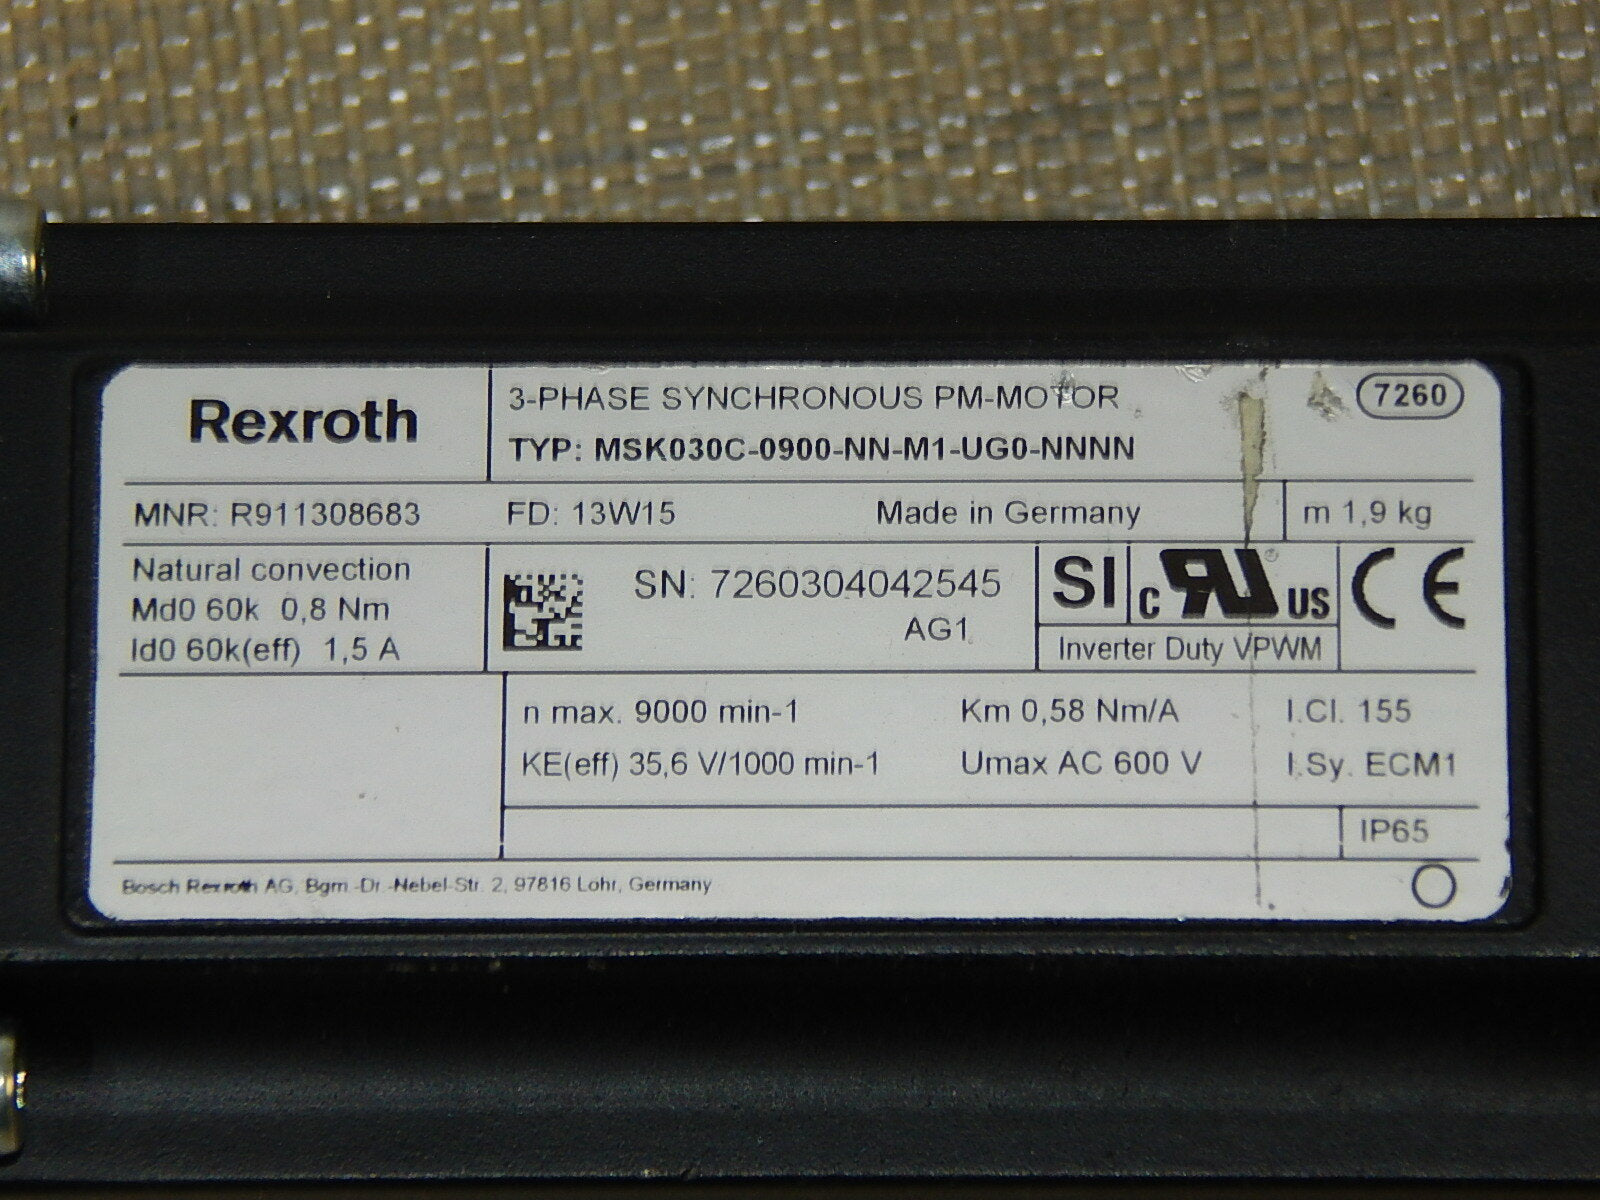 Rexroth
3-PHASE SYNCHRONOUS PM-MOTOR
7260
TYP: MSK030C-0900-NN-M1-UG0-NNNN
MNR: R911308683 FD: 13W15 Made in Germany m 1,9 kg
Natural convection
Md0 60k 0,8 Nm
Id0 60k(eff) 1,5 A
SN: 7260304042545
AG1
SI c RU ® US CE
Inverter Duty VPWM
n max. 9000 min-1 Km 0,58 Nm/A I.Cl. 155
KE(eff) 35,6 V/1000 min-1 Umax AC 600 V I.Sy. ECM1
IP65
Bosch Rexroth AG, Bgm.-Dr.-Nebel-Str. 2, 97816 Lohr, Germany